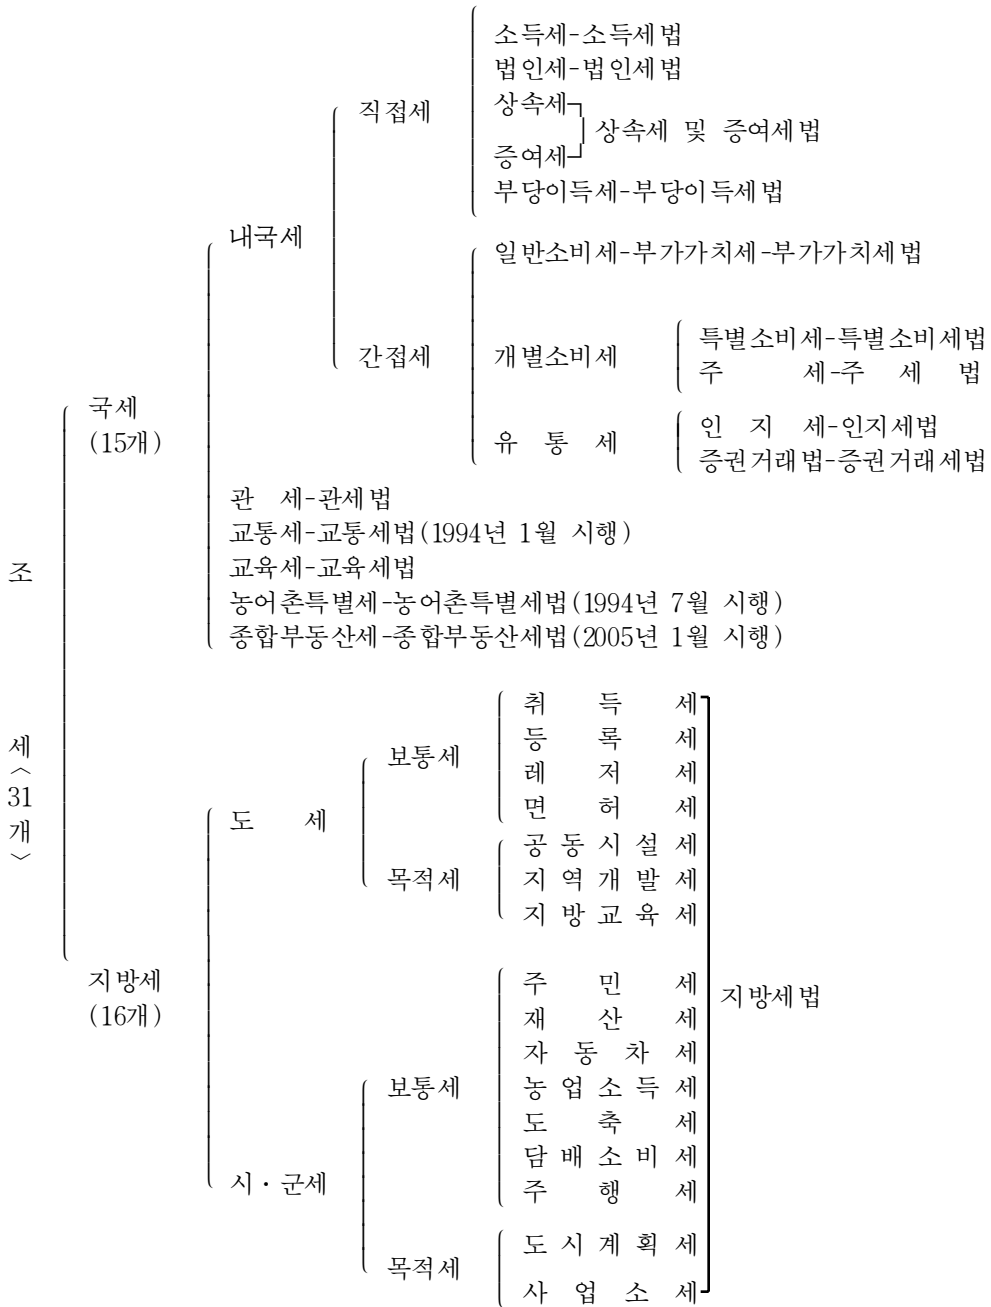 소득세-소득세법
법인세-법인세법
직접세
상속세
상속세 및 증여세법
증여세
부당이득세-부당이득세법
내국세
일반소비세-부가가치세-부가가치세법
특별소비세-특별소비세법
간접세
개별소비세
주 세-주 세 법
국세
(15개)
인 지 세-인지세법
유 통 세
증권거래법-증권거래세법
관 세-관세법
교통세-교통세법(1994년 1월 시행)
교육세-교육세법
농어촌특별세-농어촌특별세법(1994년 7월 시행)
종합부동산세-종합부동산세법(2005년 1월 시행)
조 세<31개>
취 득 세
등 록 세
보통세
레 저 세
면 허 세
도 세
공 동 시 설 세
목적세
지 역 개 발 세
지 방 교 육 세
지방세
(16개)
주 민 세
지방세법
재 산 세
자 동 차 세
보통세
농 업 소 득 세
도 축 세
담 배 소 비 세
시·군세
주 행 세
도 시 계 획 세
목적세
사 업 소 세